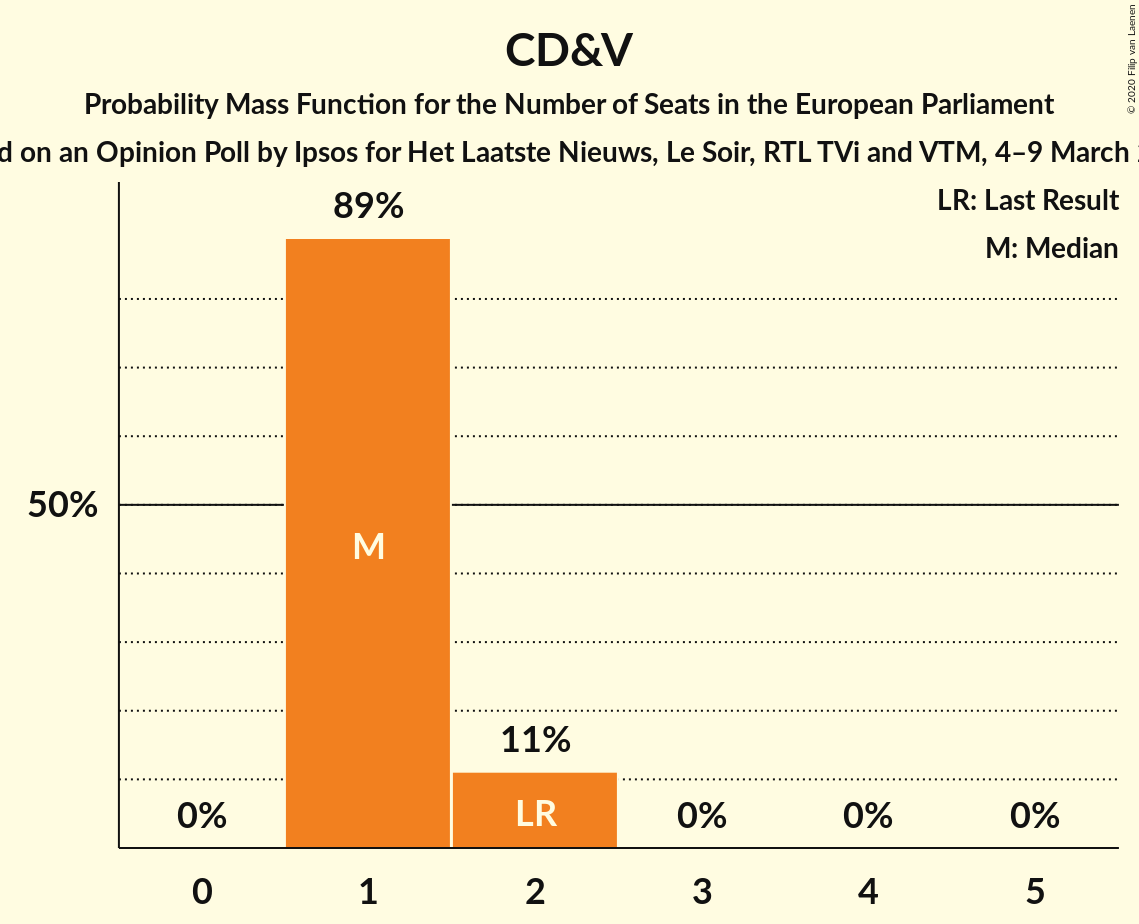 CD&V
Probability Mass Function for the Number of Seats in the European Parliament
on an Opinion Poll by Ipsos for Het Laatste Nieuws, Le Soir, RTL TVi and VTM, 4–9 March
© 2020 Filip van Laenen
LR: Last Result
M: Median
89%
50%
M
11%
LR
0%
0%
0%
0%
0
1
2
3
4
5